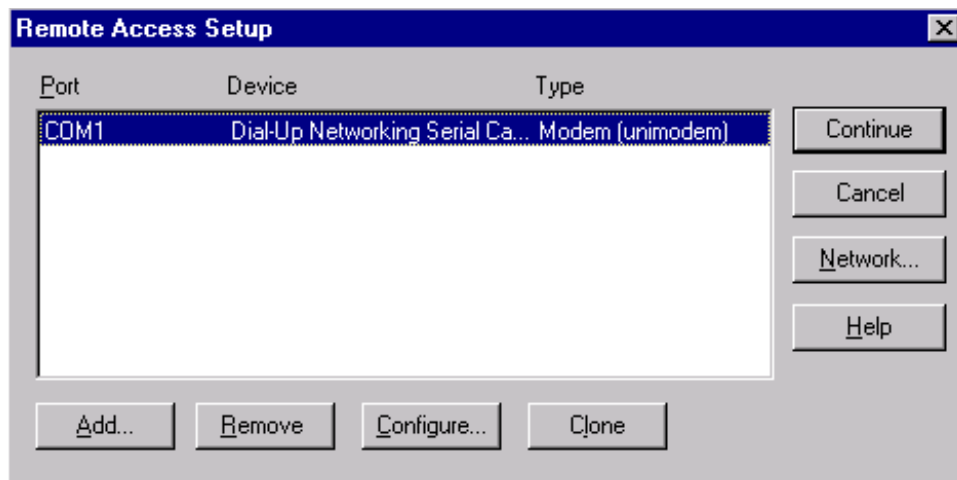 Remote Access Setup
Port Device Type
COM1 Dial-Up Networking Serial Ca... Modem (unimodem)
Continue
Cancel
Network...
Help
Add... Remove Configure... Clone